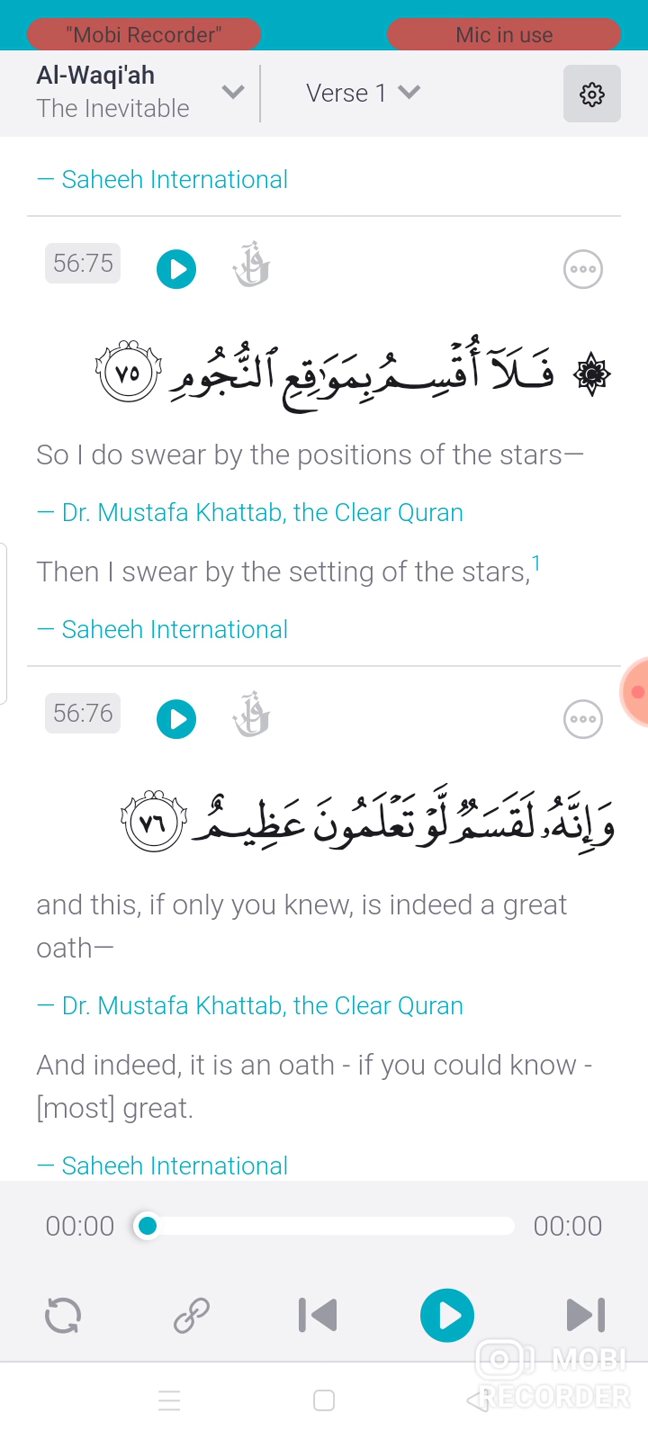 "Mobi Recorder"
Mic in use
Al-Waqi'ah
The Inevitable
Verse 1
— Saheeh International
56:75
۞ فَلَآ أُقْسِمُ بِمَوَٰقِعِ ٱلنُّجُومِ ٧٥
So I do swear by the positions of the stars—
— Dr. Mustafa Khattab, the Clear Quran
Then I swear by the setting of the stars,1
— Saheeh International
56:76
وَإِنَّهُۥ لَقَسَمٌ لَّوْ تَعْلَمُونَ عَظِيمٌ ٧٦
and this, if only you knew, is indeed a great
oath—
— Dr. Mustafa Khattab, the Clear Quran
And indeed, it is an oath - if you could know -
[most] great.
— Saheeh International
00:00
00:00
MOBI
RECORDER